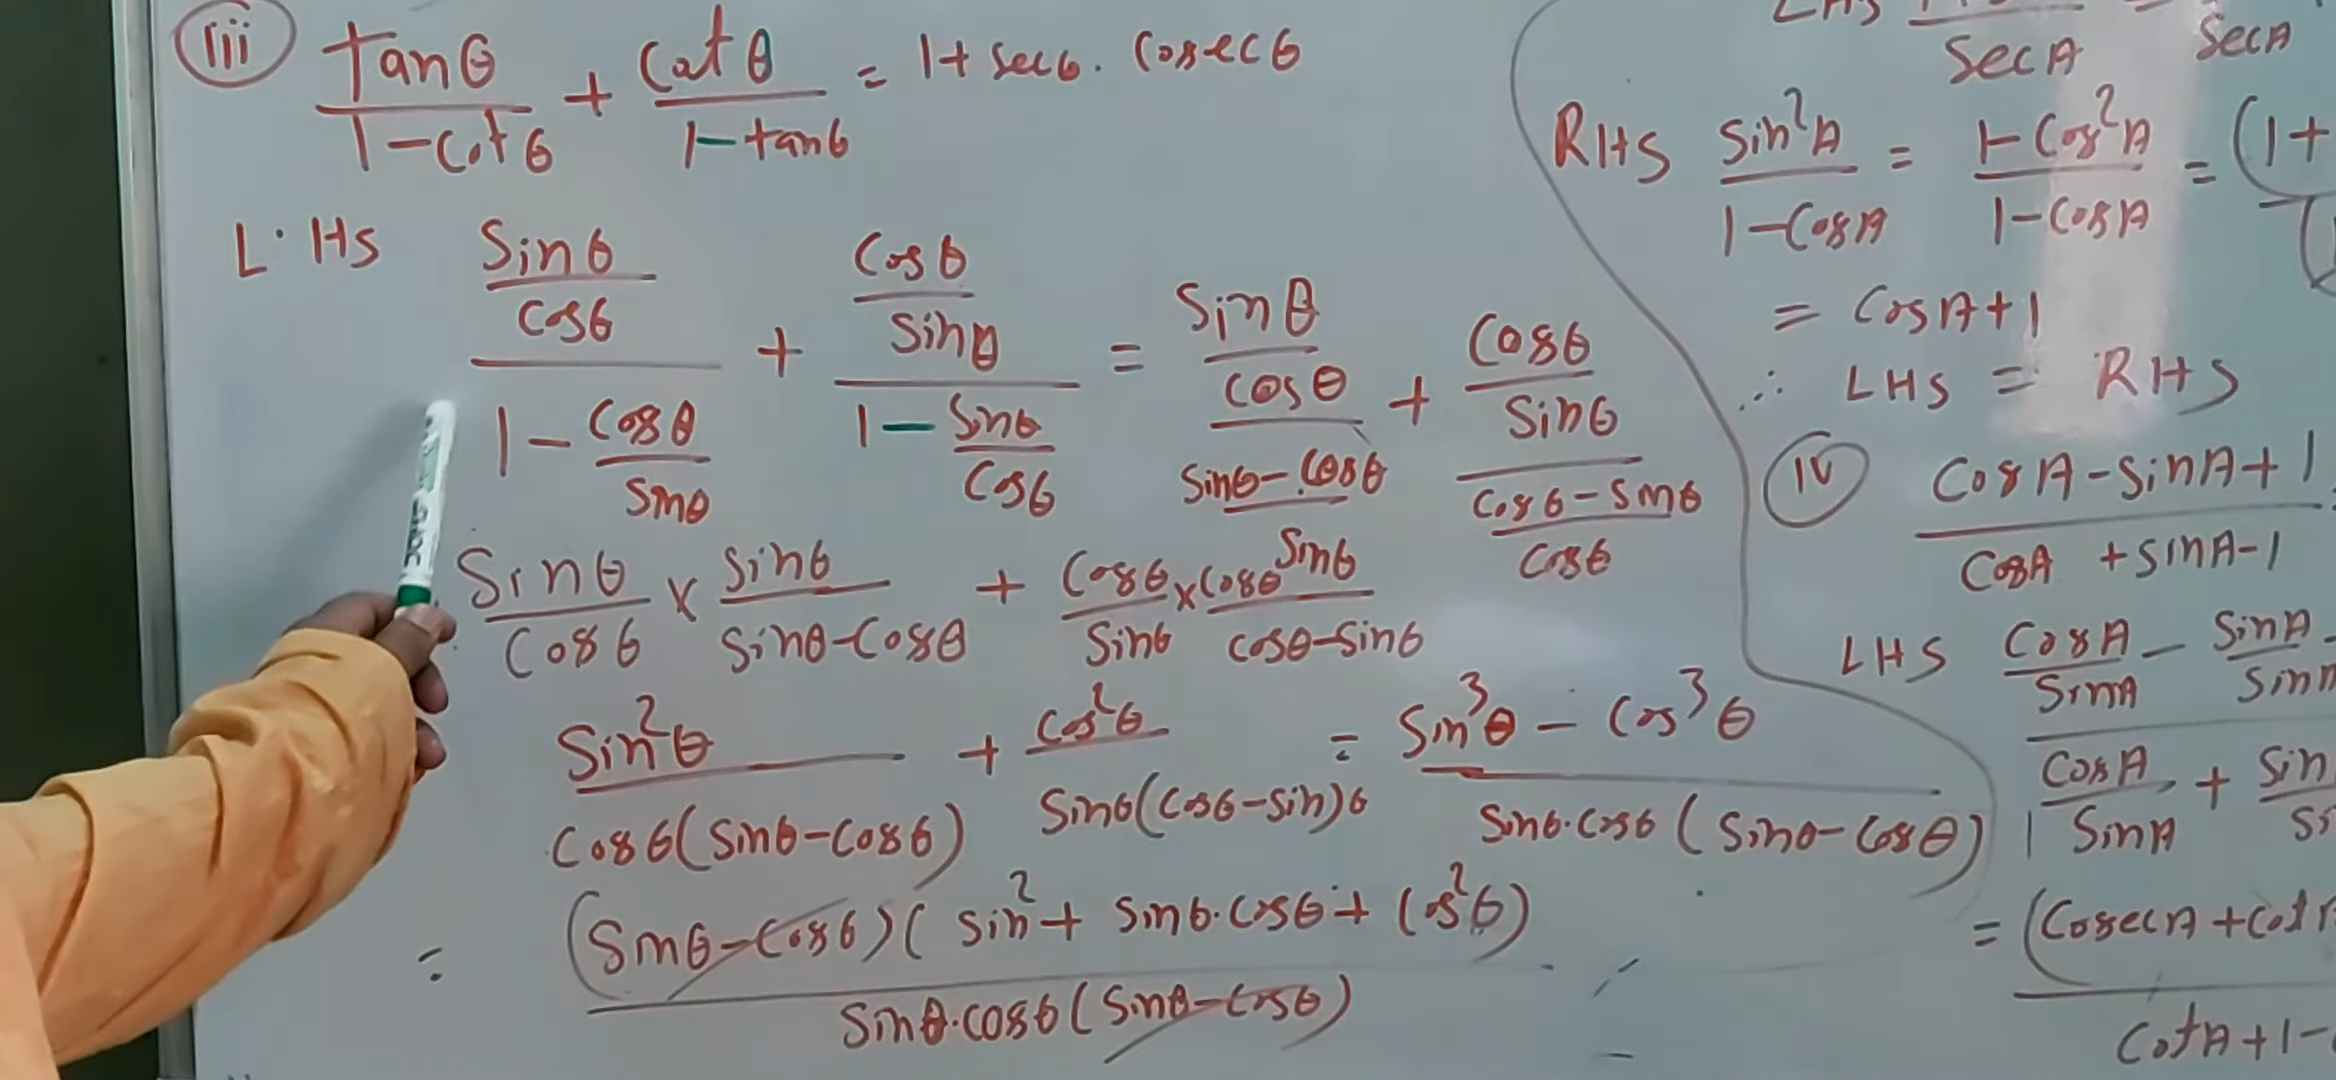 (iii) tanθ/(1-cotθ) + cotθ/(1-tanθ) = 1+ secθ. cosecθ
L·HS (sinθ/cosθ)/(1-cosθ/sinθ) + (cosθ/sinθ)/(1-sinθ/cosθ) = (sinθ/cosθ)/(sinθ-cosθ) + (cosθ/sinθ)/((cosθ-sinθ)/cosθ)
sinθ/cosθ x sinθ/(sinθ-cosθ) + cosθ/sinθ x cosθ sinθ/(cosθ-sinθ)
sin²θ/(cosθ(sinθ-cosθ)) + cos²θ/(sinθ(cosθ-sin)θ) = (sin³θ - cos³θ)/(sinθ.cosθ (sinθ-cosθ))
= (sinθ-cosθ)(sin²+ sinθ.cosθ+ cos²θ)/(sinθ.cosθ(sinθ-cosθ))
LHS /secA secA
RHS sin²A/(1-cosA) = (1-cos²A)/(1-cosA) = (1+
= cosA+1
∴ LHS = RHS
(iv) (cosA-sinA+1)/(cosA +sinA-1)
LHS cosA/sinA - sinA/sin
cosA/sinA + sin
= (cosecA+cot
cotA+1-